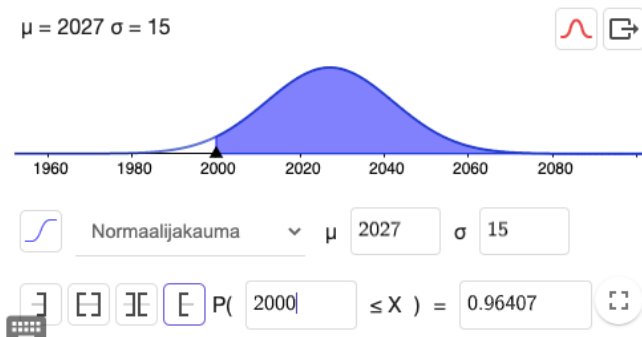 μ = 2027 σ = 15
1960 1980 2000 2020 2040 2060 2080
Normaalijakauma μ 2027 σ 15
P( 2000 ≤ X ) = 0.96407